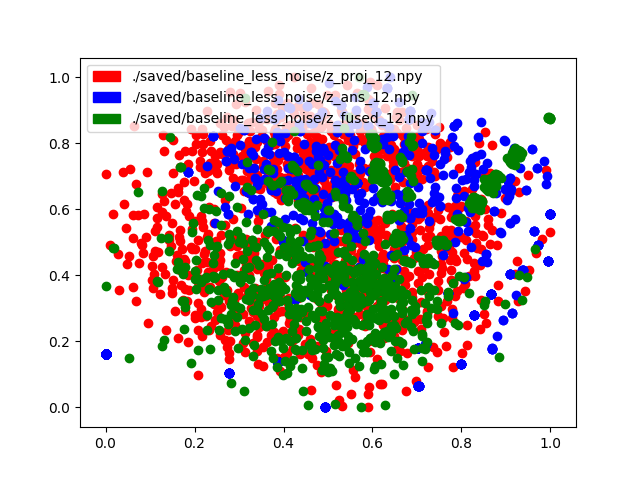 ./saved/baseline_less_noise/z_proj_12.npy
./saved/baseline_less_noise/z_ans_12.npy
./saved/baseline_less_noise/z_fused_12.npy
1.0
0.8
0.6
0.4
0.2
0.0
0.0 0.2 0.4 0.6 0.8 1.0